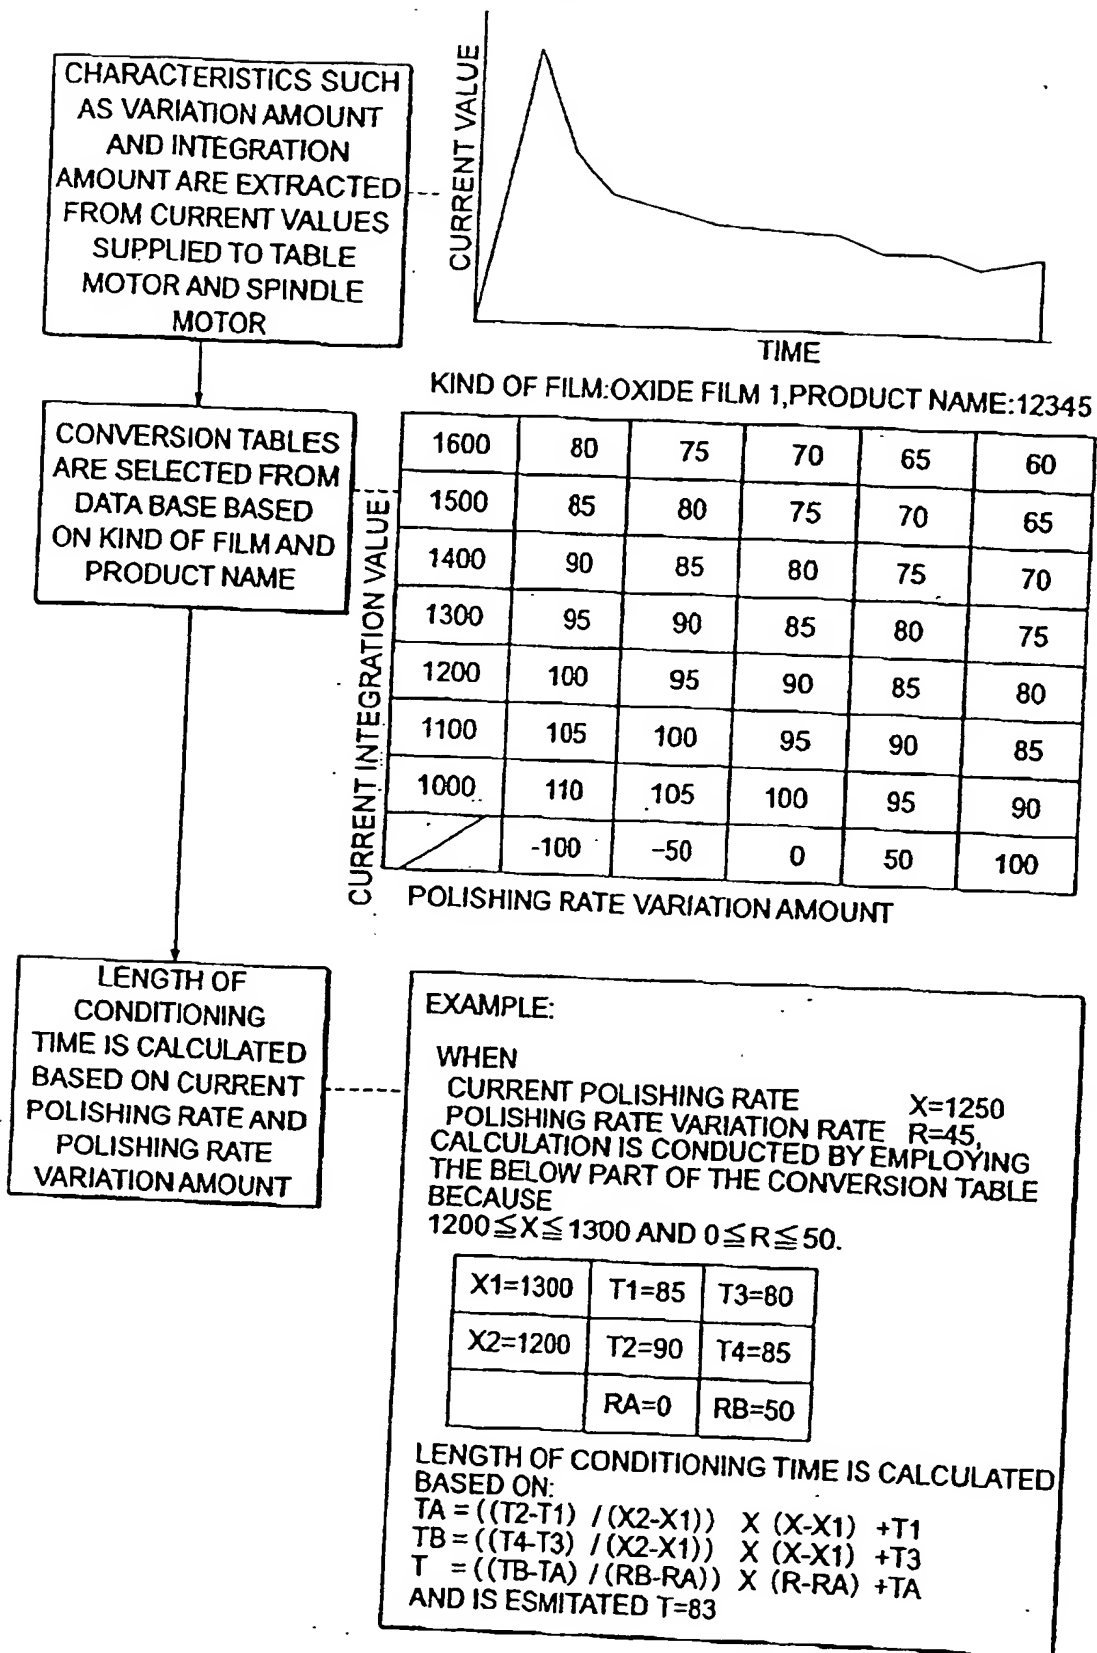 CHARACTERISTICS SUCH
AS VARIATION AMOUNT
AND INTEGRATION
AMOUNT ARE EXTRACTED
FROM CURRENT VALUES
SUPPLIED TO TABLE
MOTOR AND SPINDLE
MOTOR
CURRENT VALUE
TIME
CONVERSION TABLES
ARE SELECTED FROM
DATA BASE BASED
ON KIND OF FILM AND
PRODUCT NAME
KIND OF FILM:OXIDE FILM 1,PRODUCT NAME:12345
CURRENT INTEGRATION VALUE
1600 80 75 70 65 60
1500 85 80 75 70 65
1400 90 85 80 75 70
1300 95 90 85 80 75
1200 100 95 90 85 80
1100 105 100 95 90 85
1000 110 105 100 95 90
-100 -50 0 50 100
POLISHING RATE VARIATION AMOUNT
LENGTH OF
CONDITIONING
TIME IS CALCULATED
BASED ON CURRENT
POLISHING RATE AND
POLISHING RATE
VARIATION AMOUNT
EXAMPLE:
WHEN
CURRENT POLISHING RATE X=1250
POLISHING RATE VARIATION RATE R=45,
CALCULATION IS CONDUCTED BY EMPLOYING
THE BELOW PART OF THE CONVERSION TABLE
BECAUSE
1200≦X≦1300 AND 0≦R≦50.
X1=1300 T1=85 T3=80
X2=1200 T2=90 T4=85
RA=0 RB=50
LENGTH OF CONDITIONING TIME IS CALCULATED
BASED ON:
TA = ((T2-T1) / (X2-X1)) X (X-X1) +T1
TB = ((T4-T3) / (X2-X1)) X (X-X1) +T3
T = ((TB-TA) / (RB-RA)) X (R-RA) +TA
AND IS ESMITATED T=83